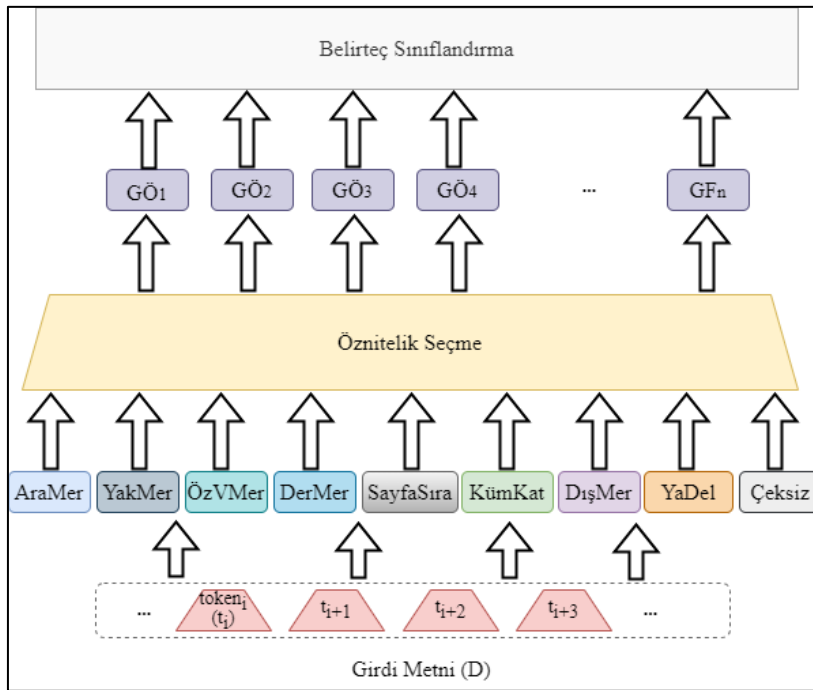 Belirteç Sınıflandırma
GÖ1 GÖ2 GÖ3 GÖ4 ... GFn
Öznitelik Seçme
AraMer YakMer ÖzVMer DerMer SayfaSıra KümKat DışMer YaDel Çeksiz
... tokeni ti+1 ti+2 ti+3 ...
(ti)
Girdi Metni (D)